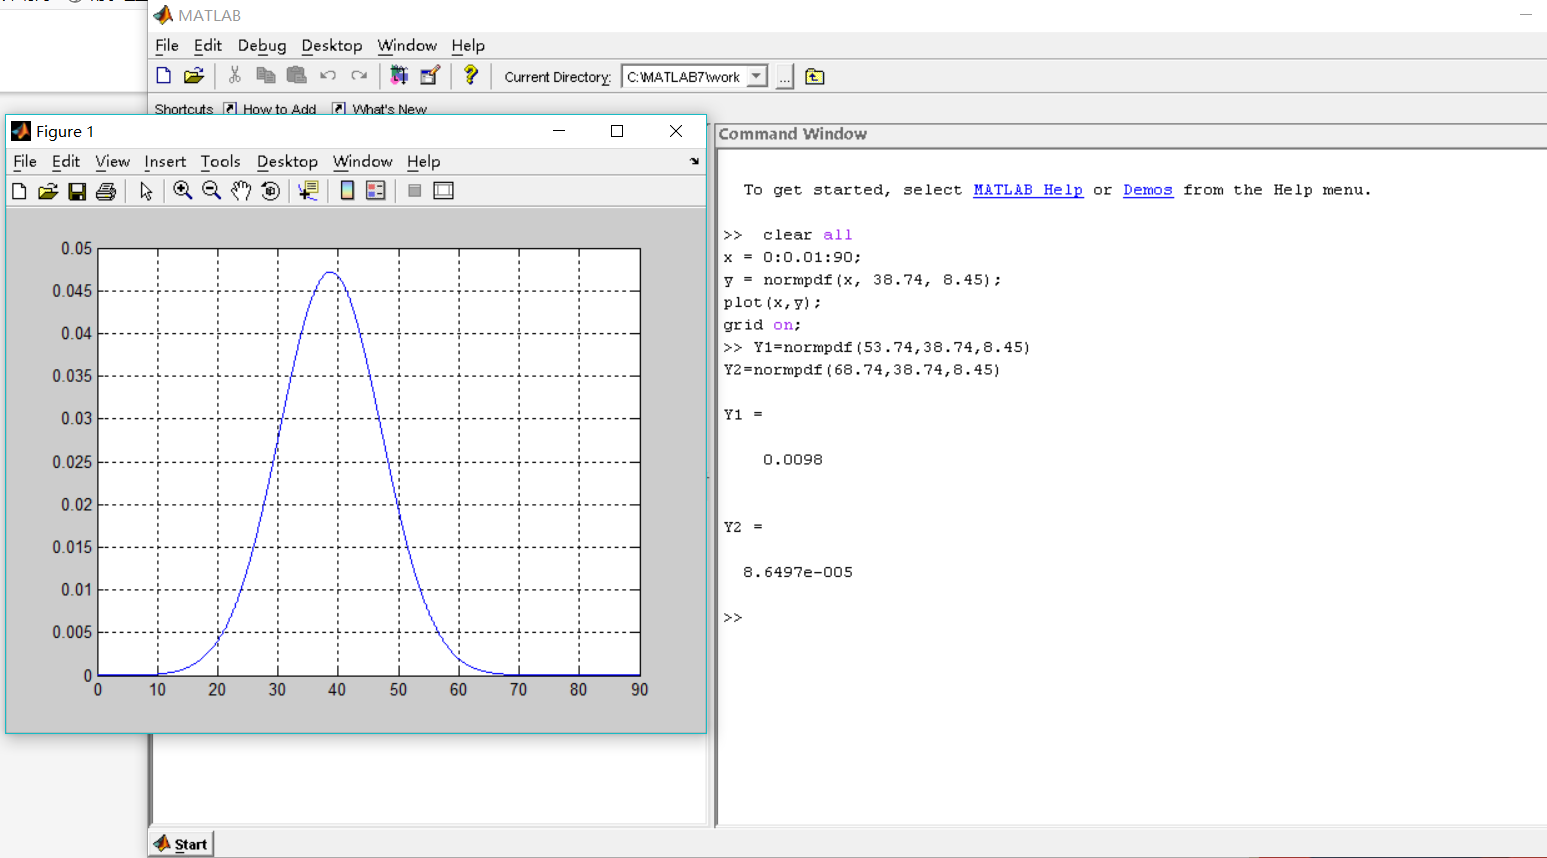 MATLAB
File Edit Debug Desktop Window Help
Current Directory: C:\MATLAB7\work ...
Shortcuts How to Add What's New
Figure 1
File Edit View Insert Tools Desktop Window Help
0.05
0.045
0.04
0.035
0.03
0.025
0.02
0.015
0.01
0.005
0
0 10 20 30 40 50 60 70 80 90
Command Window
To get started, select MATLAB Help or Demos from the Help menu.
>> clear all
x = 0:0.01:90;
y = normpdf(x, 38.74, 8.45);
plot(x,y);
grid on;
>> Y1=normpdf(53.74,38.74,8.45)
Y2=normpdf(68.74,38.74,8.45)
Y1 =
0.0098
Y2 =
8.6497e-005
>>
Start